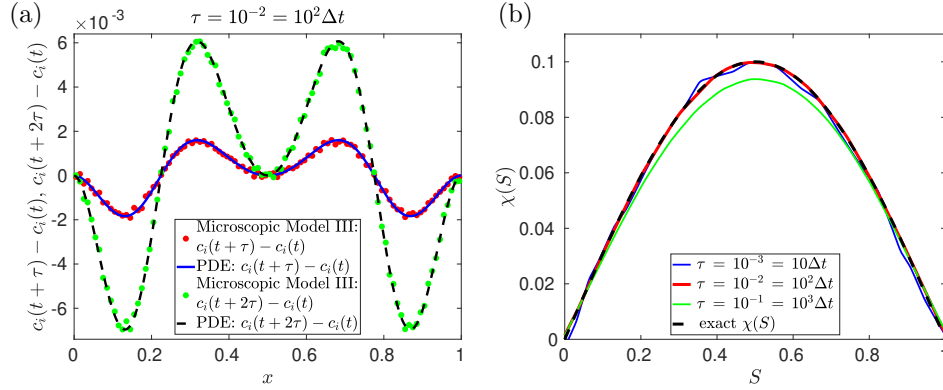 (a)
×10⁻³
τ = 10⁻² = 10²Δt
c_i(t + τ) − c_i(t), c_i(t + 2τ) − c_i(t)
6
4
2
0
-2
-4
-6
Microscopic Model III:
c_i(t + τ) − c_i(t)
PDE: c_i(t + τ) − c_i(t)
Microscopic Model III:
c_i(t + 2τ) − c_i(t)
PDE: c_i(t + 2τ) − c_i(t)
0 0.2 0.4 0.6 0.8 1
x
(b)
χ(S)
0.1
0.08
0.06
0.04
0.02
0
τ = 10⁻³ = 10Δt
τ = 10⁻² = 10²Δt
τ = 10⁻¹ = 10³Δt
exact χ(S)
0 0.2 0.4 0.6 0.8 1
S